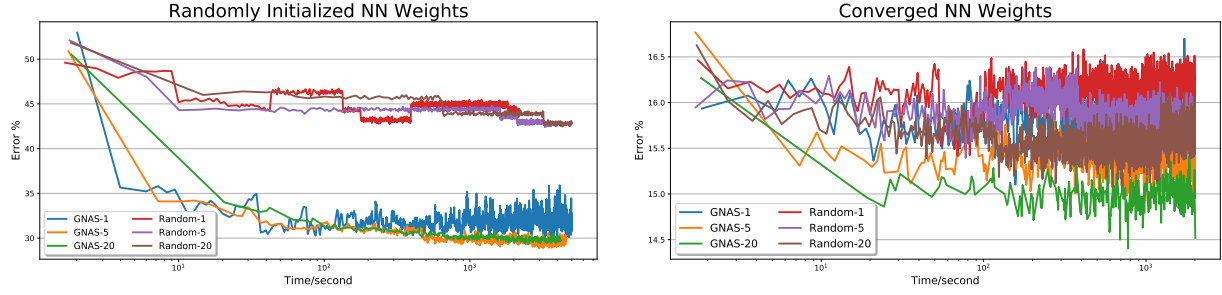 Randomly Initialized NN Weights
Error %
50
45
40
35
30
GNAS-1
GNAS-5
GNAS-20
Random-1
Random-5
Random-20
10^1
10^2
10^3
Time/second
Converged NN Weights
Error %
16.5
16.0
15.5
15.0
14.5
GNAS-1
GNAS-5
GNAS-20
Random-1
Random-5
Random-20
10^1
10^2
10^3
Time/second